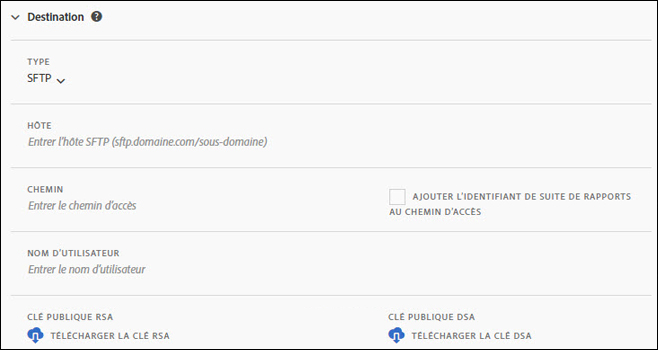 Destination ?
TYPE
SFTP
HÔTE
Entrer l'hôte SFTP (sftp.domaine.com/sous-domaine)
CHEMIN
Entrer le chemin d'accès
AJOUTER L'IDENTIFIANT DE SUITE DE RAPPORTS
AU CHEMIN D'ACCÈS
NOM D'UTILISATEUR
Entrer le nom d'utilisateur
CLÉ PUBLIQUE RSA
TÉLÉCHARGER LA CLÉ RSA
CLÉ PUBLIQUE DSA
TÉLÉCHARGER LA CLÉ DSA